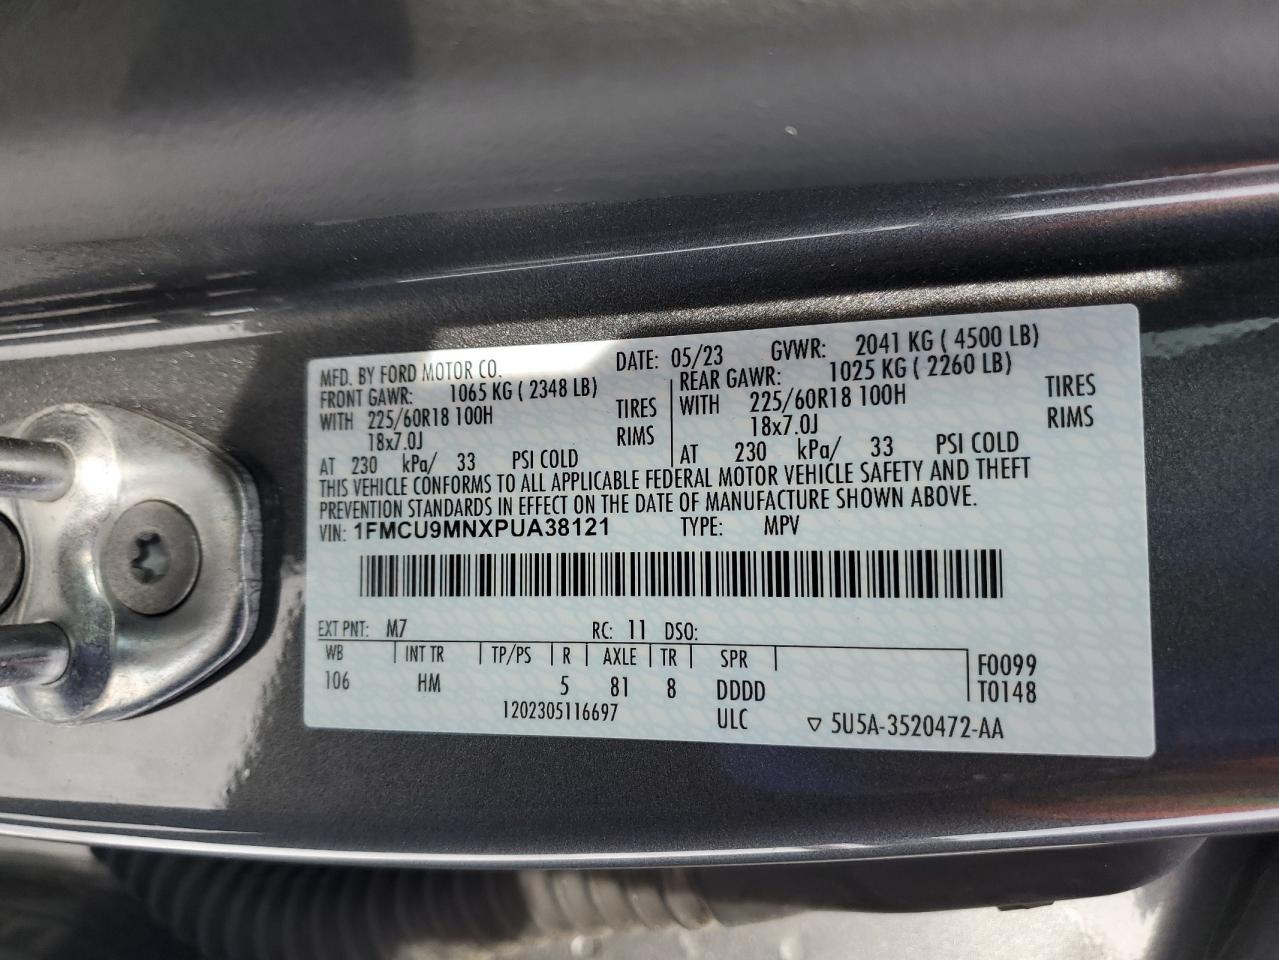 MFD. BY FORD MOTOR CO. DATE: 05/23 GVWR: 2041 KG ( 4500 LB)
FRONT GAWR: 1065 KG ( 2348 LB) REAR GAWR: 1025 KG ( 2260 LB)
WITH 225/60R18 100H TIRES WITH 225/60R18 100H TIRES
18x7.0J RIMS 18x7.0J RIMS
AT 230 kPa/ 33 PSI COLD AT 230 kPa/ 33 PSI COLD
THIS VEHICLE CONFORMS TO ALL APPLICABLE FEDERAL MOTOR VEHICLE SAFETY AND THEFT
PREVENTION STANDARDS IN EFFECT ON THE DATE OF MANUFACTURE SHOWN ABOVE.
VIN: 1FMCU9MNXPUA38121 TYPE: MPV
EXT PNT: M7 RC: 11 DSO:
WB INT TR TP/PS R AXLE TR SPR F0099
106 HM 5 81 8 DDDD T0148
1202305116697 ULC ▽ 5U5A-3520472-AA